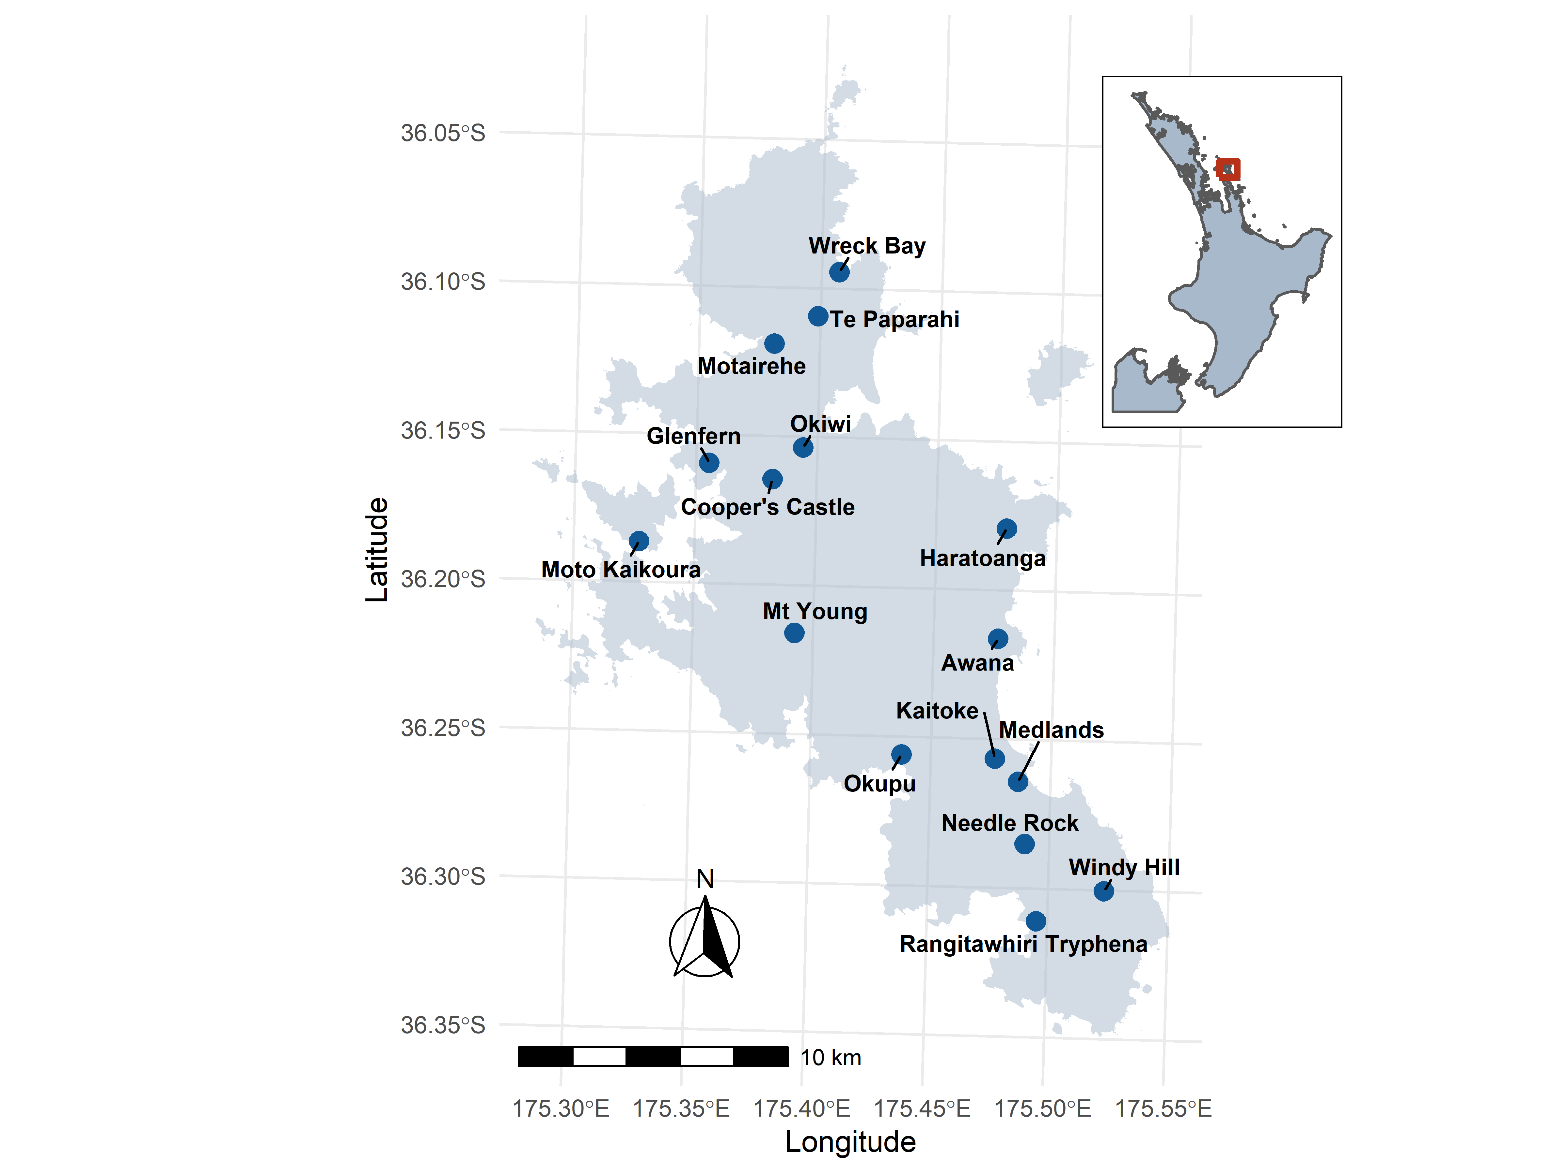 36.05°S
Wreck Bay
36.10°S
Te Paparahi
Motairehe
Okiwi
36.15°S
Glenfern
Cooper's Castle
Haratoanga
Moto Kaikoura
36.20°S
Latitude
Mt Young
Awana
Kaitoke
36.25°S
Medlands
Okupu
Needle Rock
Windy Hill
36.30°S
N
Rangitawhiri Tryphena
36.35°S
10 km
175.30°E 175.35°E 175.40°E 175.45°E 175.50°E 175.55°E
Longitude